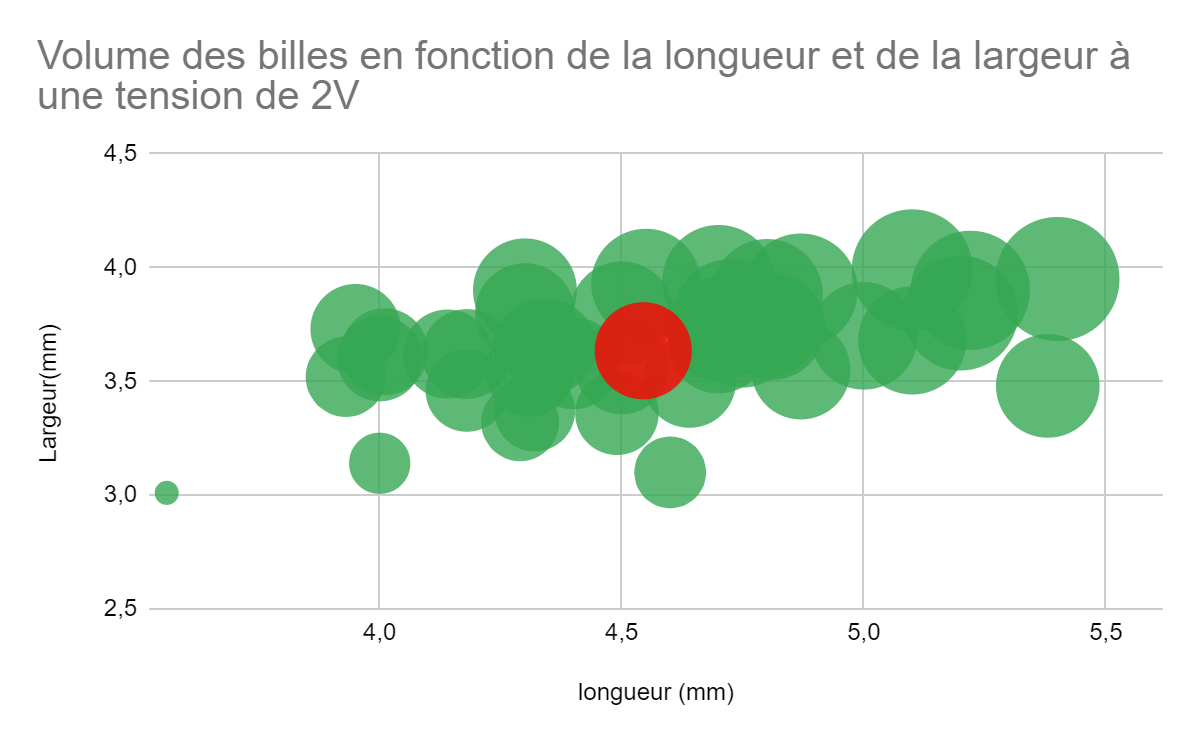 Volume des billes en fonction de la longueur et de la largeur à
une tension de 2V
4,5
4,0
3,5
3,0
2,5
Largeur(mm)
4,0
4,5
5,0
5,5
longueur (mm)